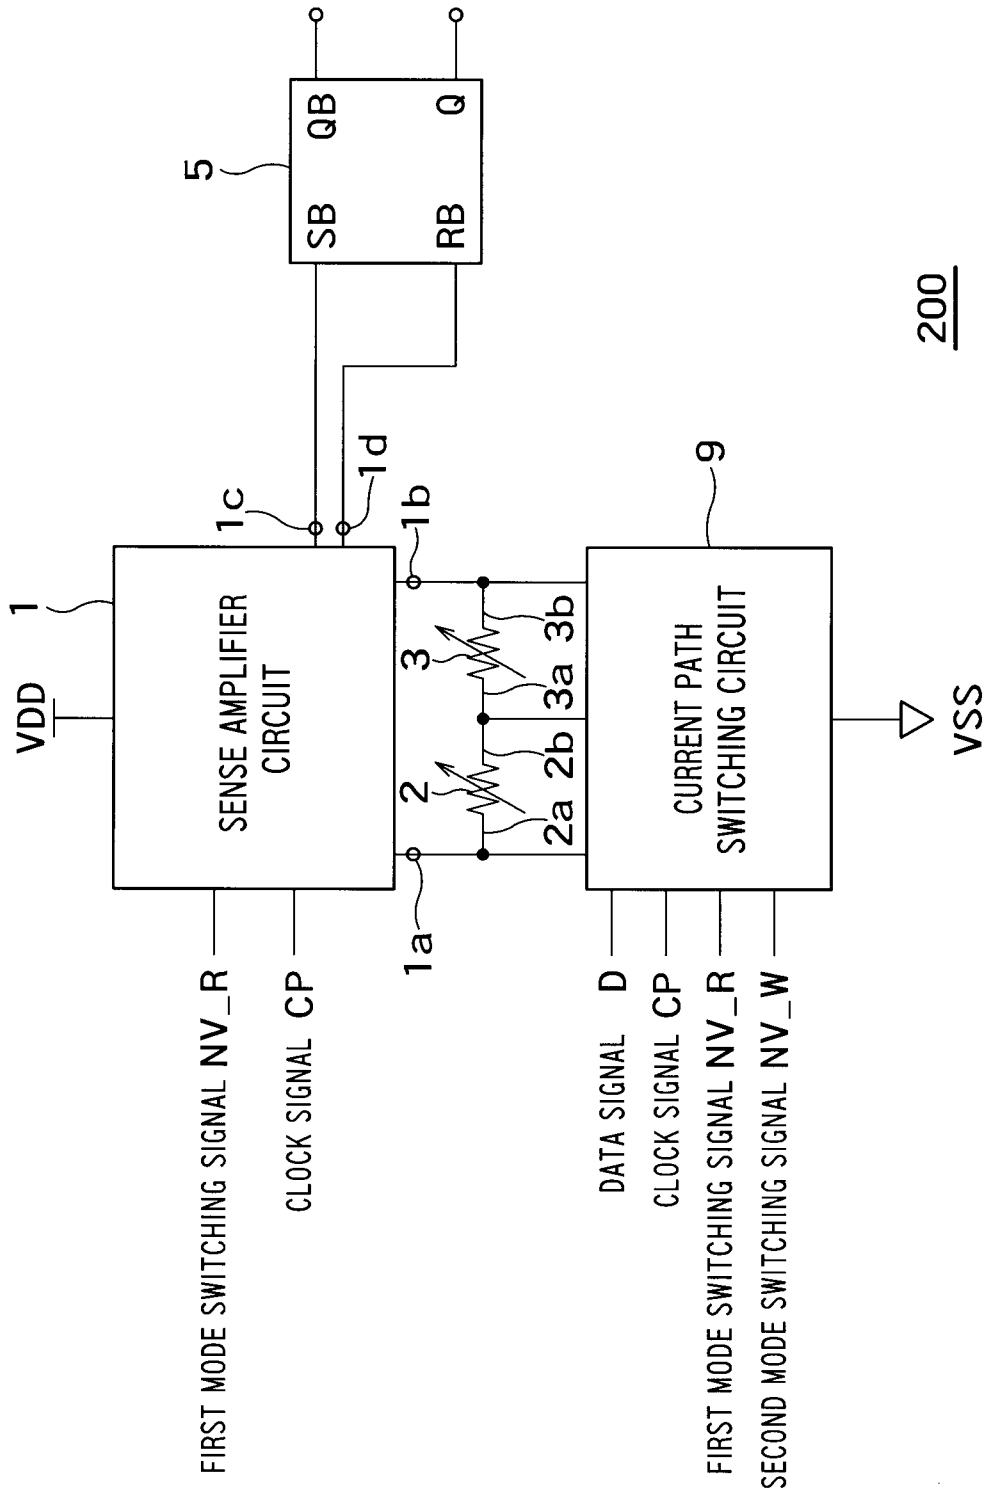 VDD
1
SENSE AMPLIFIER
CIRCUIT
FIRST MODE SWITCHING SIGNAL NV_R
CLOCK SIGNAL CP
1c
1d
5
SB
QB
RB
Q
1a
1b
2
3
2a
2b
3a
3b
DATA SIGNAL D
CLOCK SIGNAL CP
FIRST MODE SWITCHING SIGNAL NV_R
SECOND MODE SWITCHING SIGNAL NV_W
CURRENT PATH
SWITCHING CIRCUIT
9
VSS
200